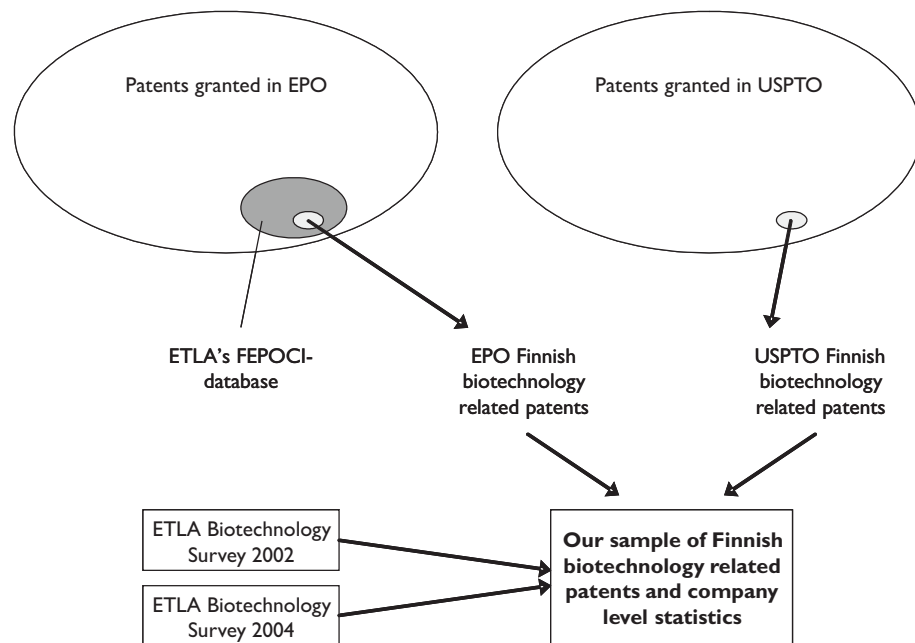 Patents granted in EPO
Patents granted in USPTO
ETLA's FEPOCI-
database
EPO Finnish
biotechnology
related patents
USPTO Finnish
biotechnology
related patents
ETLA Biotechnology
Survey 2002
ETLA Biotechnology
Survey 2004
Our sample of Finnish
biotechnology related
patents and company
level statistics